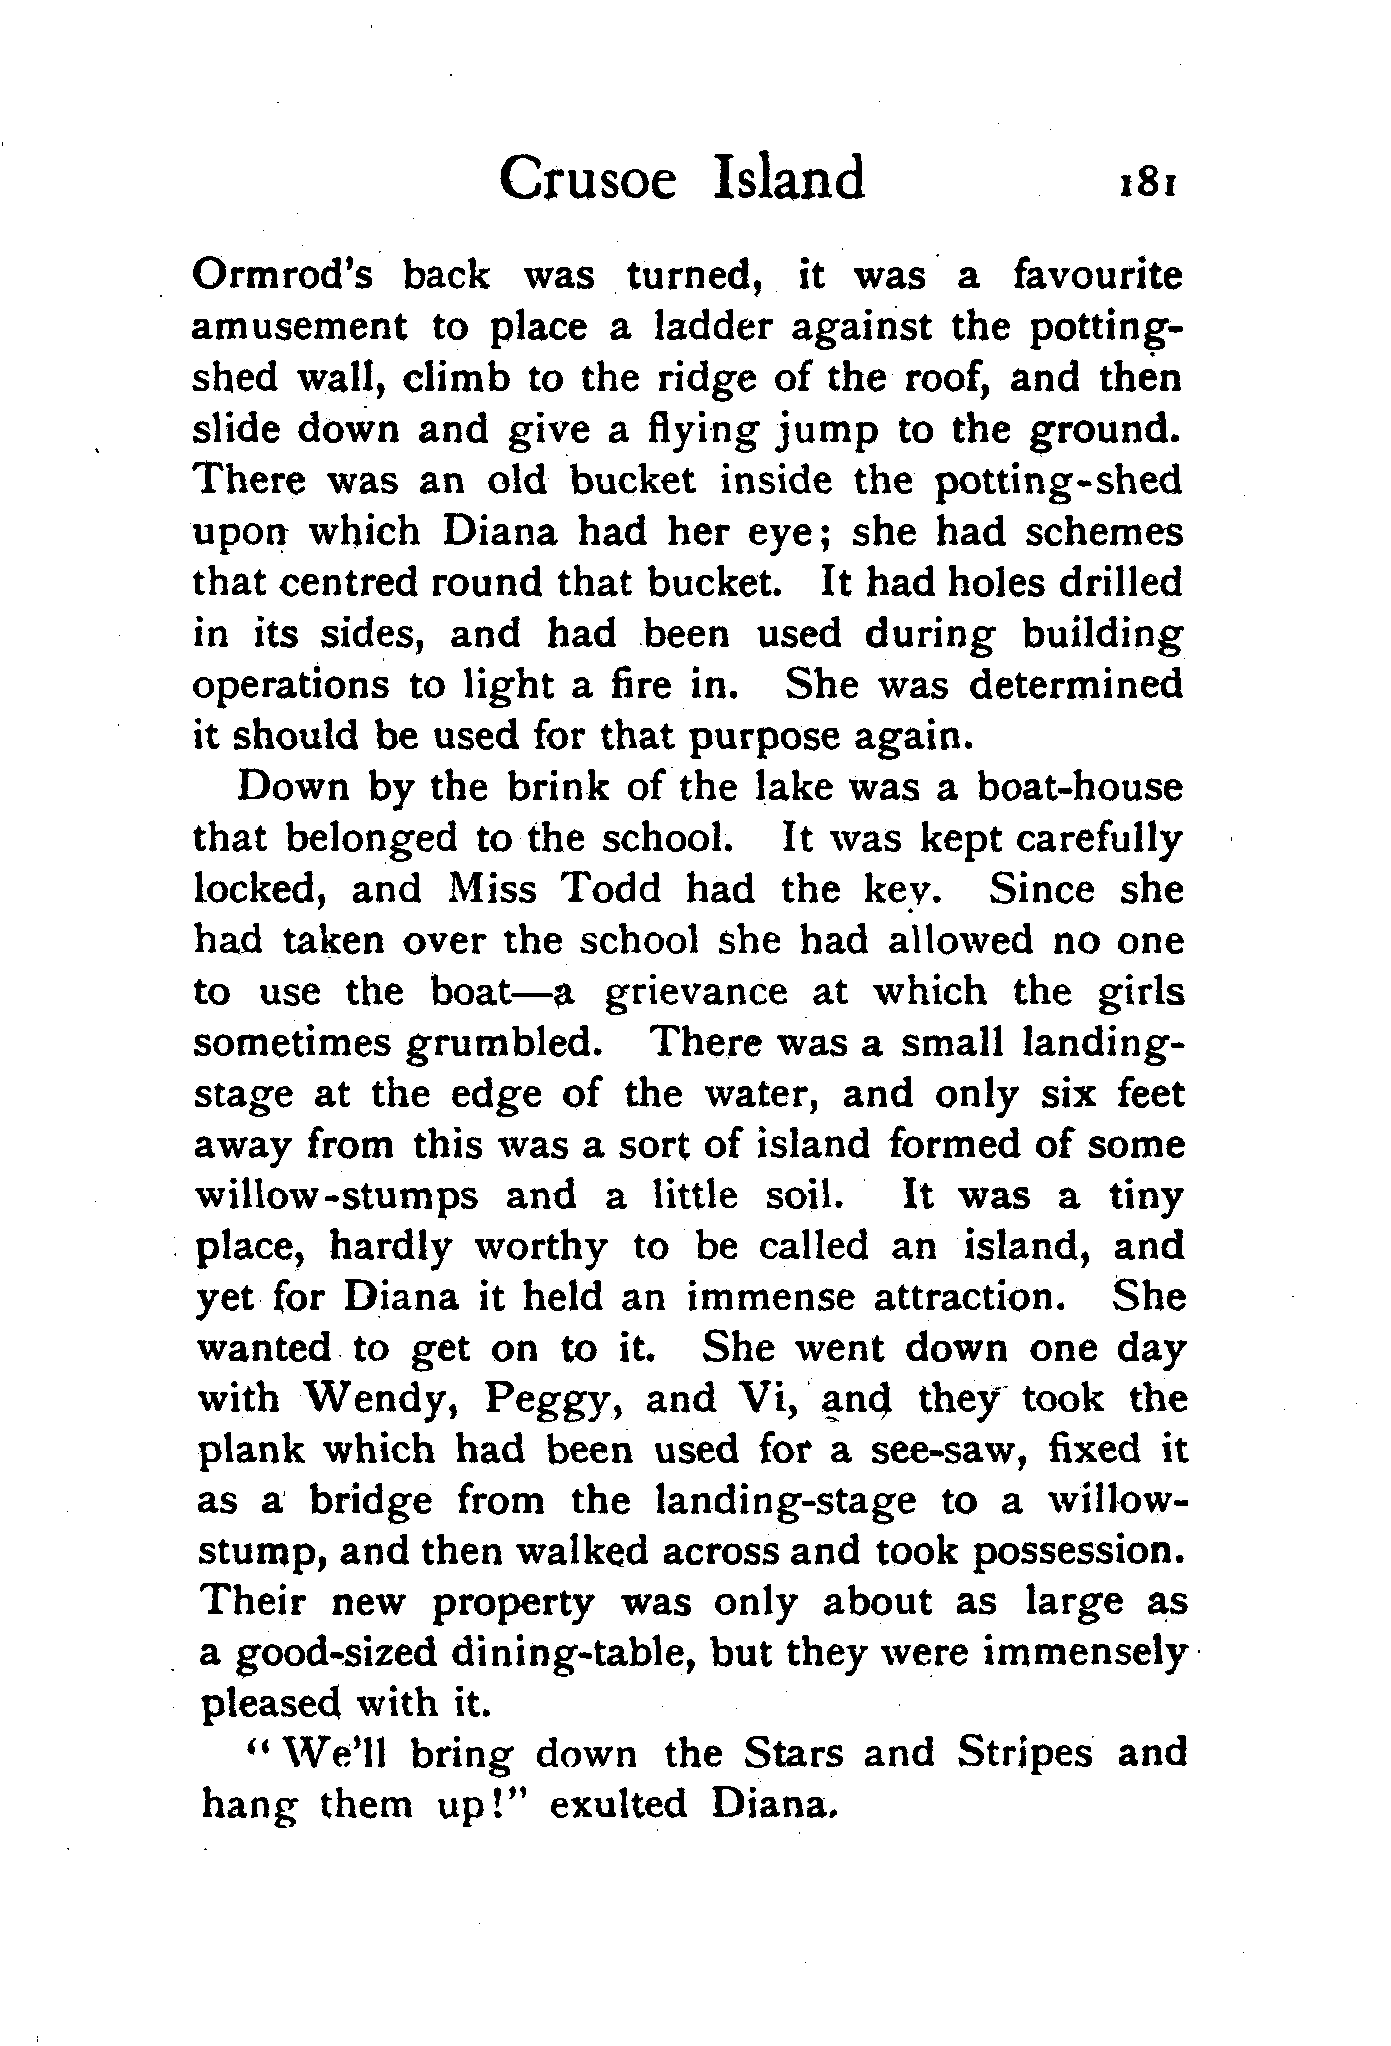 Crusoe Island 181
Ormrod's back was turned, it was a favourite
amusement to place a ladder against the potting-
shed wall, climb to the ridge of the roof, and then
slide down and give a flying jump to the ground.
There was an old bucket inside the potting-shed
upon which Diana had her eye; she had schemes
that centred round that bucket. It had holes drilled
in its sides, and had been used during building
operations to light a fire in. She was determined
it should be used for that purpose again.
Down by the brink of the lake was a boat-house
that belonged to the school. It was kept carefully
locked, and Miss Todd had the key. Since she
had taken over the school she had allowed no one
to use the boat—a grievance at which the girls
sometimes grumbled. There was a small landing-
stage at the edge of the water, and only six feet
away from this was a sort of island formed of some
willow-stumps and a little soil. It was a tiny
place, hardly worthy to be called an island, and
yet for Diana it held an immense attraction. She
wanted to get on to it. She went down one day
with Wendy, Peggy, and Vi, and they took the
plank which had been used for a see-saw, fixed it
as a bridge from the landing-stage to a willow-
stump, and then walked across and took possession.
Their new property was only about as large as
a good-sized dining-table, but they were immensely
pleased with it.
"We'll bring down the Stars and Stripes and
hang them up!" exulted Diana.